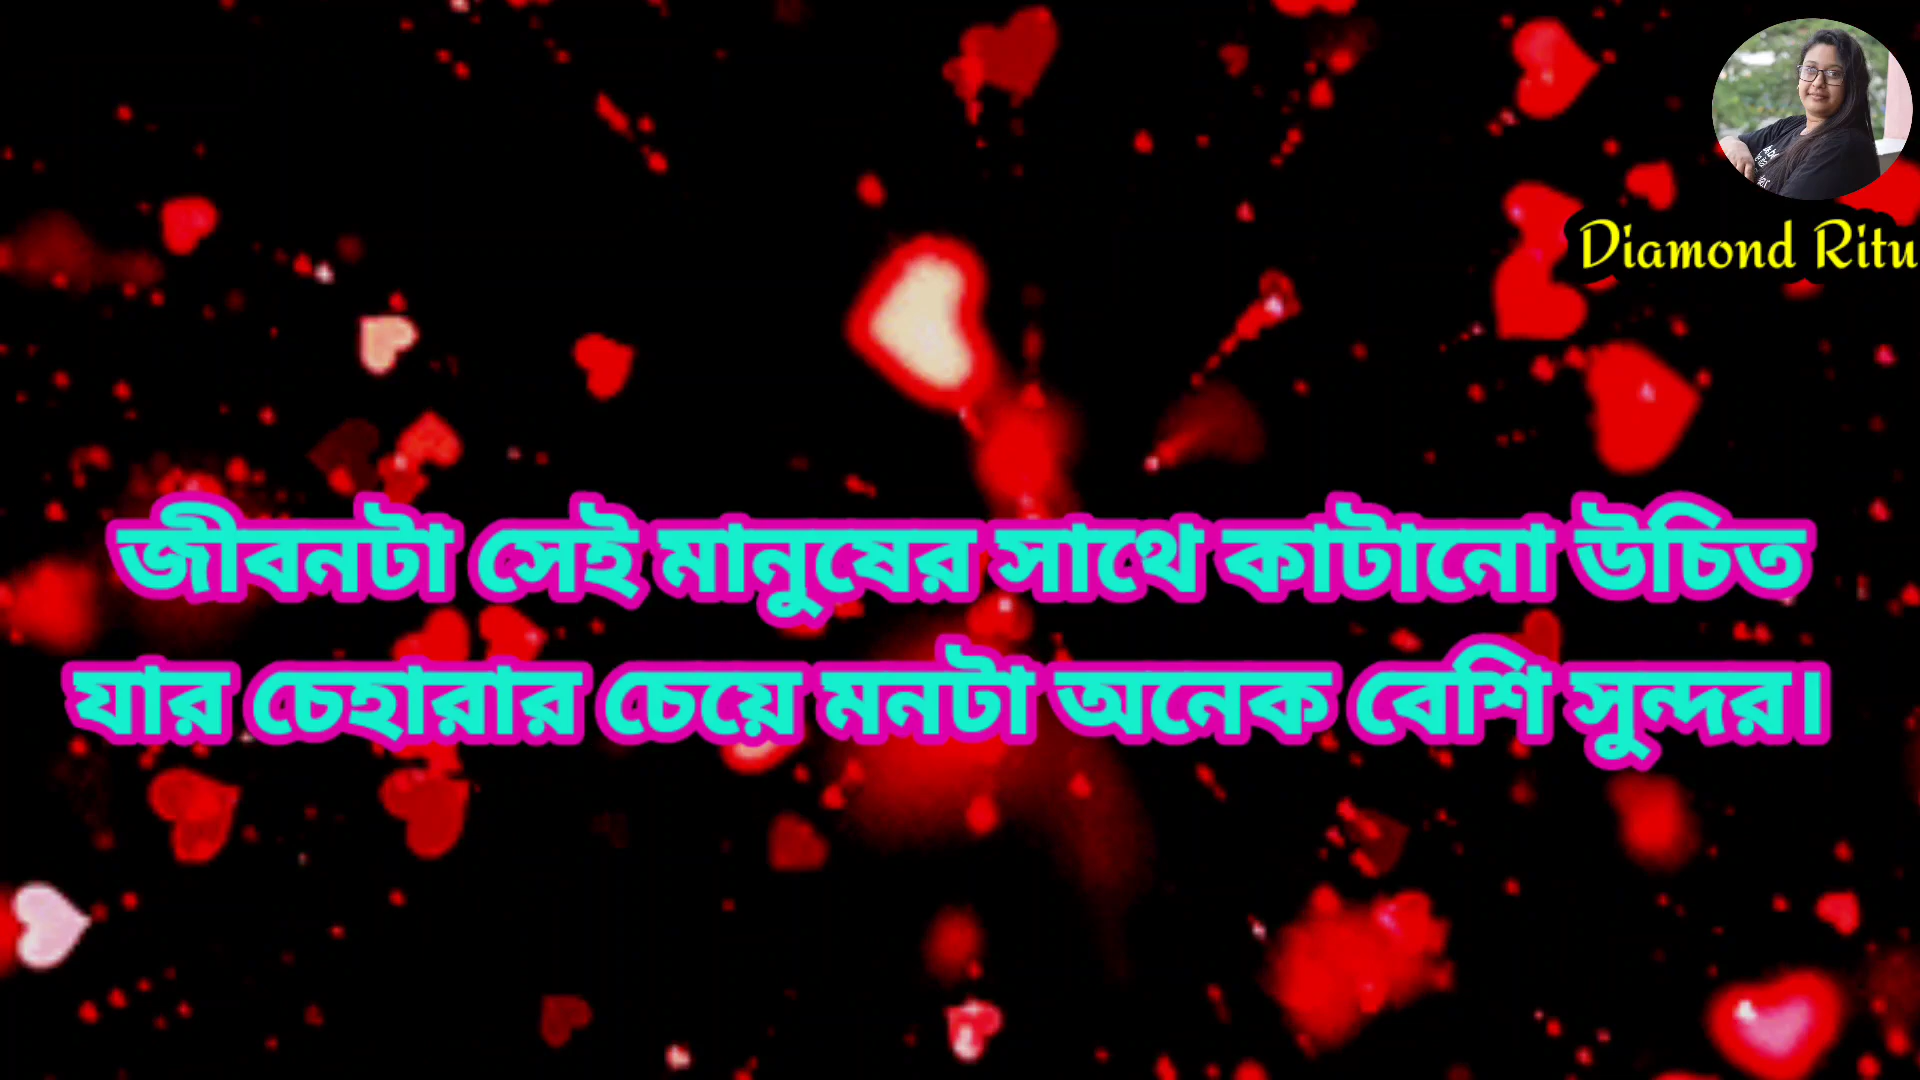 Diamond Ritu
জীবনটা সেই মানুষের সাথে কাটানো উচিত
যার চেহারার চেয়ে মনটা অনেক বেশি সুন্দর।